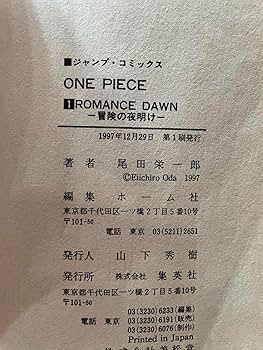 ■ジャンプ・コミックス
ONE PIECE
1 ROMANCE DAWN
─冒険の夜明け─
1997年12月29日 第1刷発行
著者 尾田栄一郎
©Eiichiro Oda 1997
編集 ホーム社
東京都千代田区一ツ橋2丁目5番10号
〒101-50
電話 東京 03(5211)2651
発行人 山下秀樹
発行所 株式会社 集英社
東京都千代田区一ツ橋2丁目5番10号
〒101-50
03(3230)6233(編集)
電話 東京 03(3230)6191(販売)
03(3230)6076(制作)
Printed in Japan